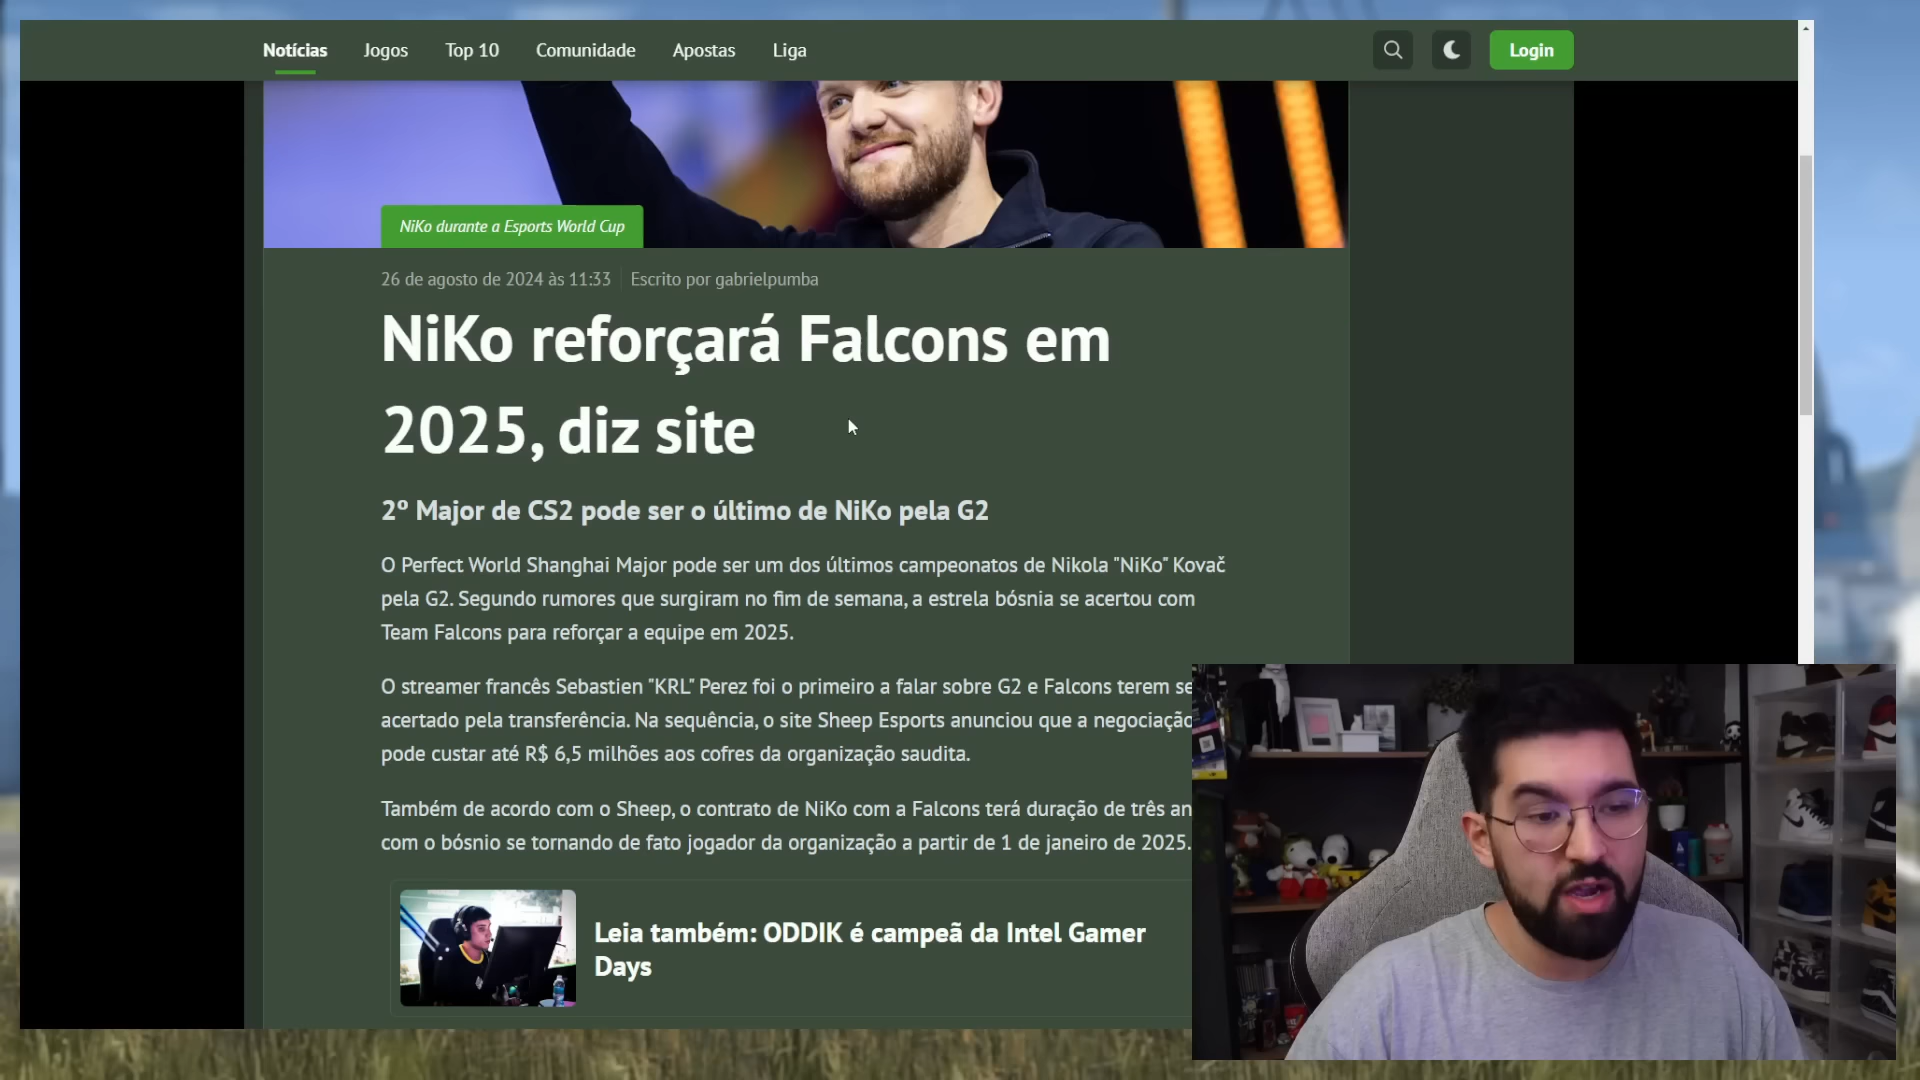 Notícias Jogos Top 10 Comunidade Apostas Liga Login
NiKo durante a Esports World Cup
26 de agosto de 2024 às 11:33 Escrito por gabrielpumba
NiKo reforçará Falcons em
2025, diz site
2º Major de CS2 pode ser o último de NiKo pela G2
O Perfect World Shanghai Major pode ser um dos últimos campeonatos de Nikola "NiKo" Kovač
pela G2. Segundo rumores que surgiram no fim de semana, a estrela bósnia se acertou com
Team Falcons para reforçar a equipe em 2025.
O streamer francês Sebastien "KRL" Perez foi o primeiro a falar sobre G2 e Falcons terem se
acertado pela transferência. Na sequência, o site Sheep Esports anunciou que a negociação
pode custar até R$ 6,5 milhões aos cofres da organização saudita.
Também de acordo com o Sheep, o contrato de NiKo com a Falcons terá duração de três an
com o bósnio se tornando de fato jogador da organização a partir de 1 de janeiro de 2025.
Leia também: ODDIK é campeã da Intel Gamer
Days